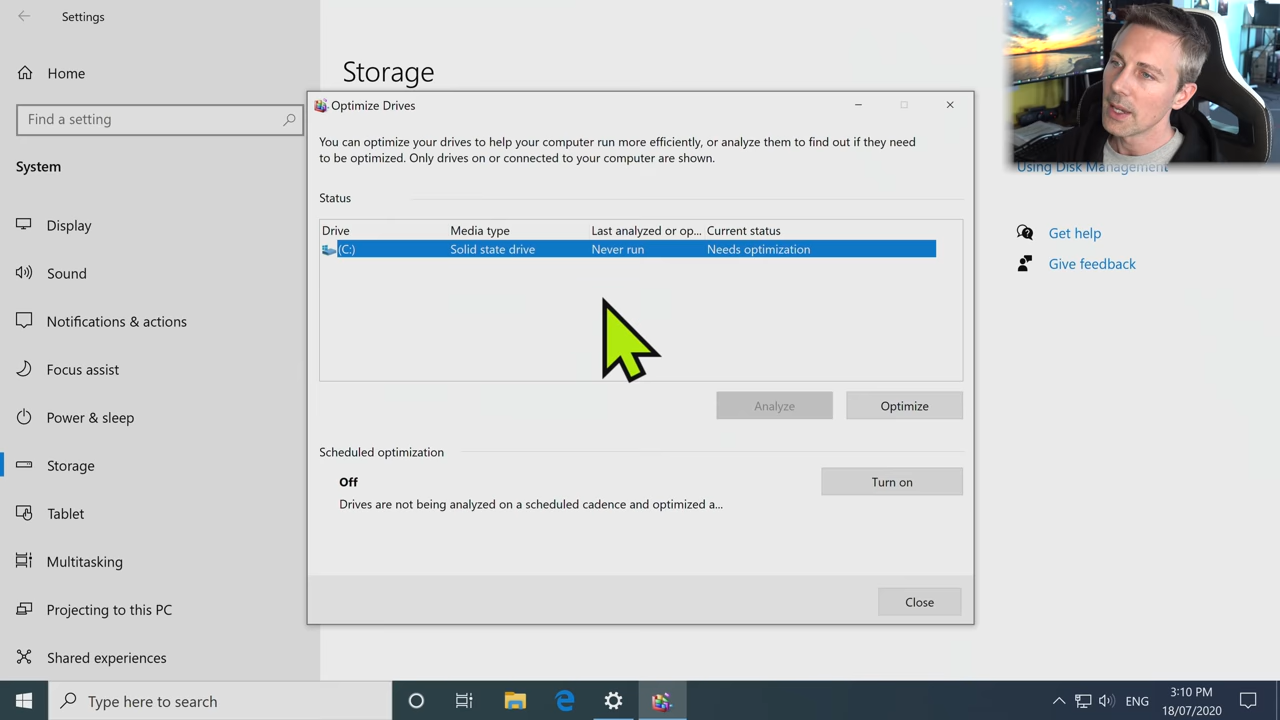 Settings
Home
Find a setting
System
Display
Sound
Notifications & actions
Focus assist
Power & sleep
Storage
Tablet
Multitasking
Projecting to this PC
Shared experiences
Storage
Optimize Drives
You can optimize your drives to help your computer run more efficiently, or analyze them to find out if they need
to be optimized. Only drives on or connected to your computer are shown.
Status
Drive Media type Last analyzed or op... Current status
(C:) Solid state drive Never run Needs optimization
Analyze Optimize
Scheduled optimization
Off
Turn on
Drives are not being analyzed on a scheduled cadence and optimized a...
Close
Using Disk Management
Get help
Give feedback
Type here to search
ENG
3:10 PM
18/07/2020